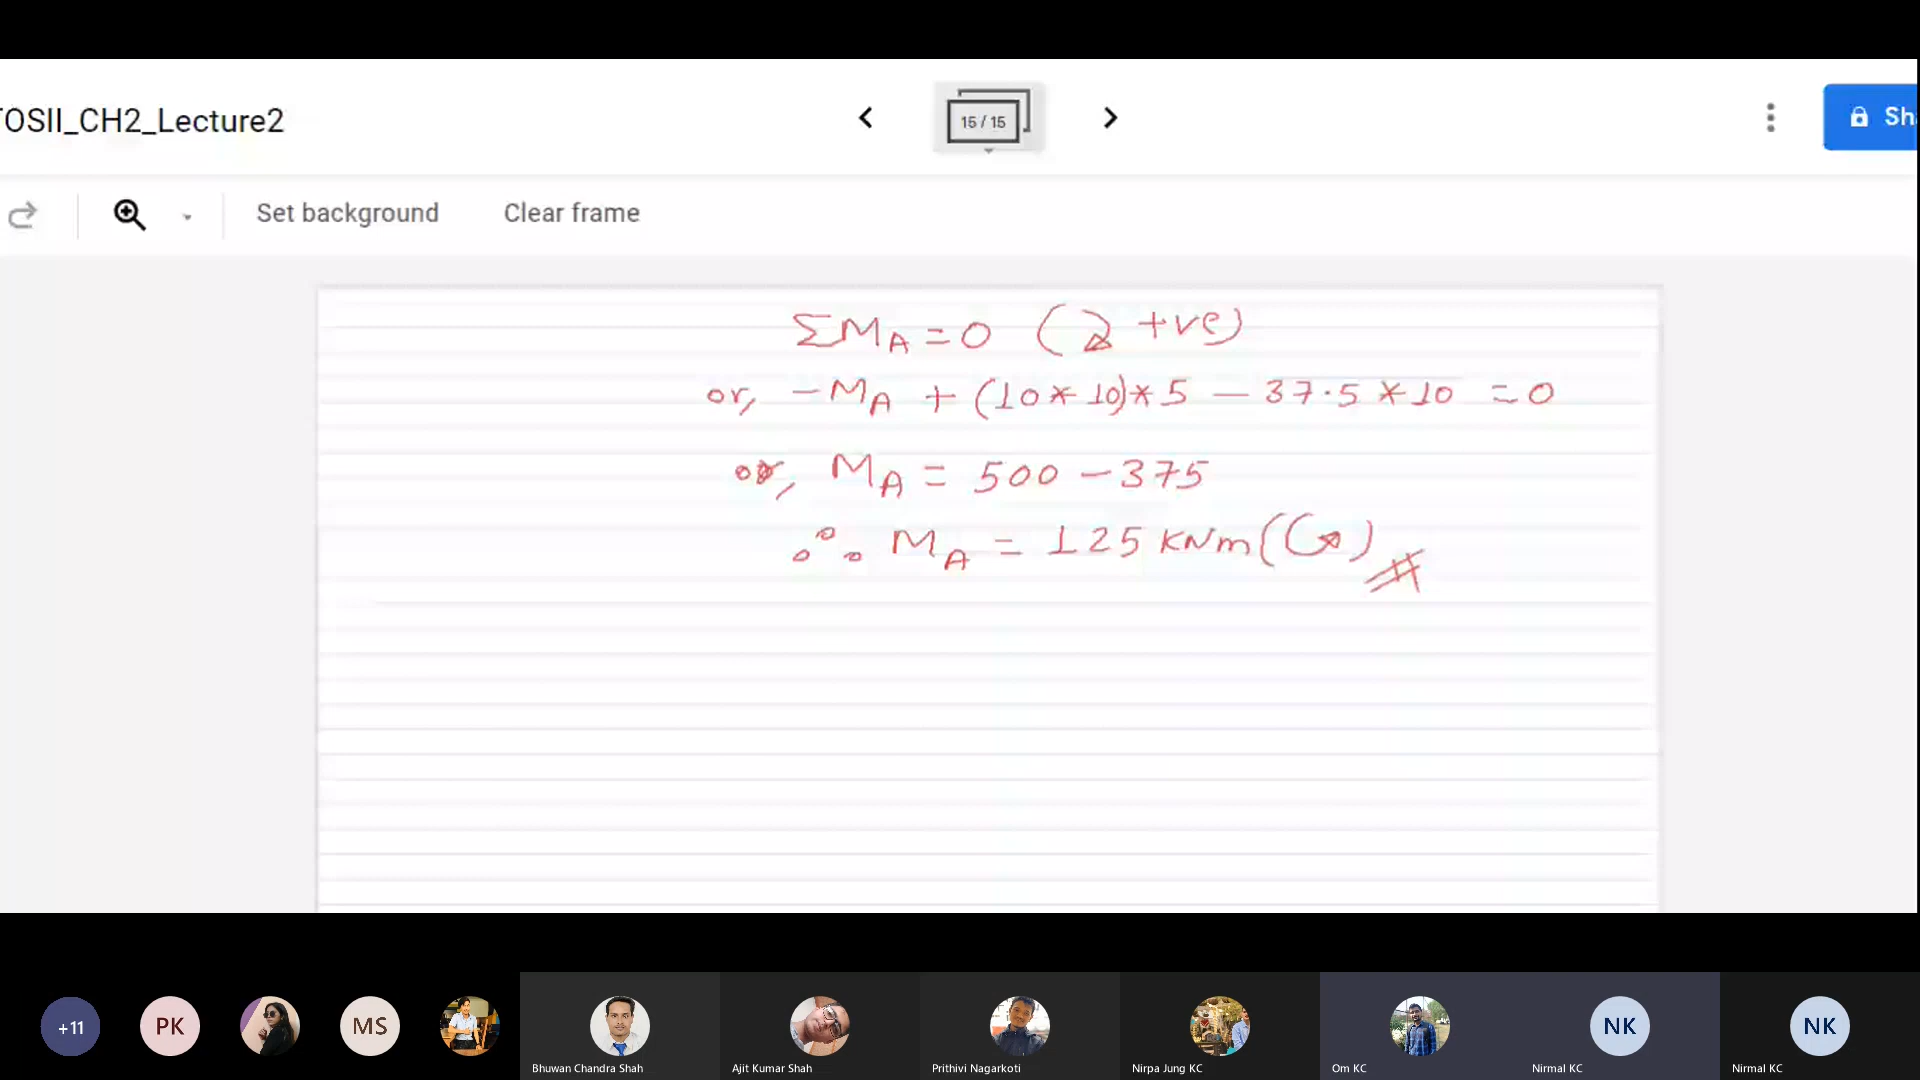 TOSII_CH2_Lecture2
15 / 15
Sh
Set background
Clear frame
ΣMA = 0 (↻ +ve)
or, -MA + (10*10)*5 - 37.5*10 = 0
or, MA = 500 - 375
∴ MA = 125 KNm (↺)
+11
PK
MS
NK
NK
Bhuwan Chandra Shah
Ajit Kumar Shah
Prithivi Nagarkoti
Nirpa Jung KC
Om KC
Nirmal KC
Nirmal KC